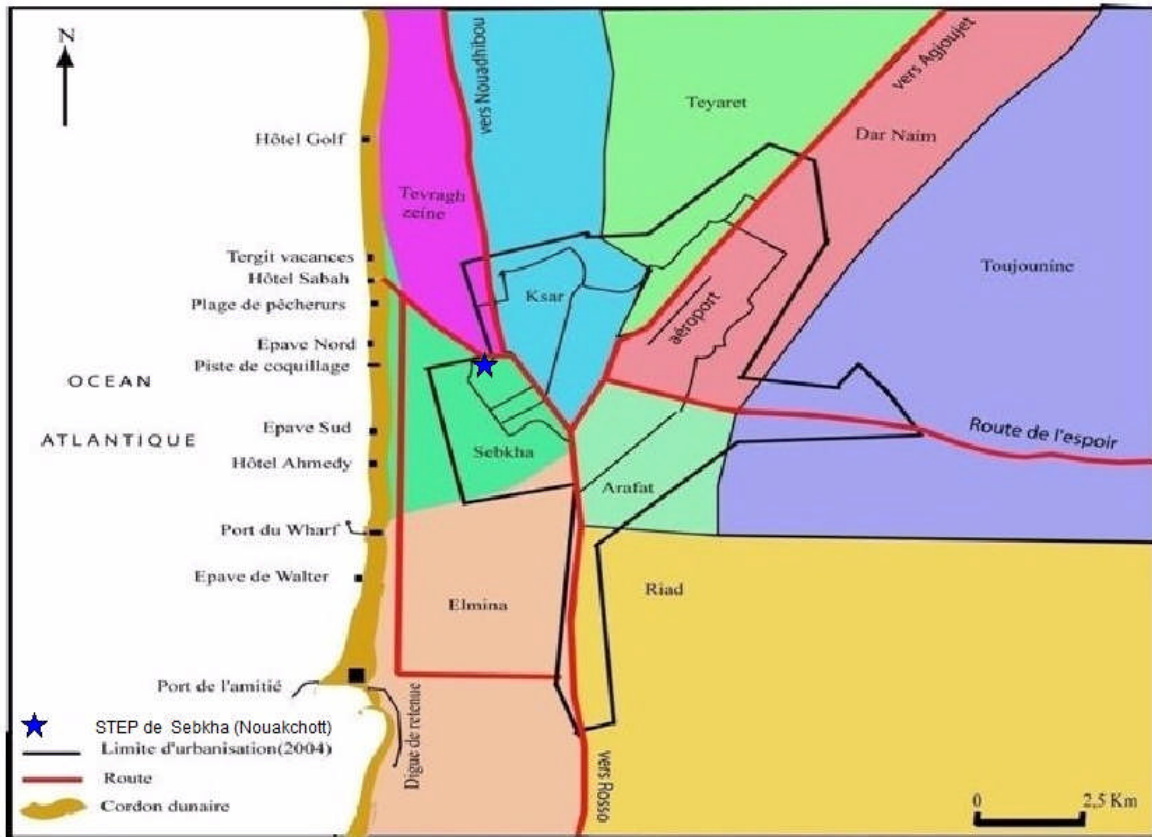 N
Hôtel Golf
Tergit vacances
Hôtel Sabah
Plage de pêcherurs
Epave Nord
Piste de coquillage
OCEAN
ATLANTIQUE
Epave Sud
Hôtel Ahmedy
Port du Wharf
Epave de Walter
Port de l'amitié
vers Nouadhibou
Teyaret
vers Agjoujet
Dar Naim
Tevragh
zeíne
Toujounine
Ksar
aéroport
Route de l'espoir
Sebkha
Arafat
Elmina
Riad
Digue de retenue
vers Rosso
STEP de Sebkha (Nouakchott)
Limite d'urbanisation(2004)
Route
Cordon dunaire
0 2,5 Km